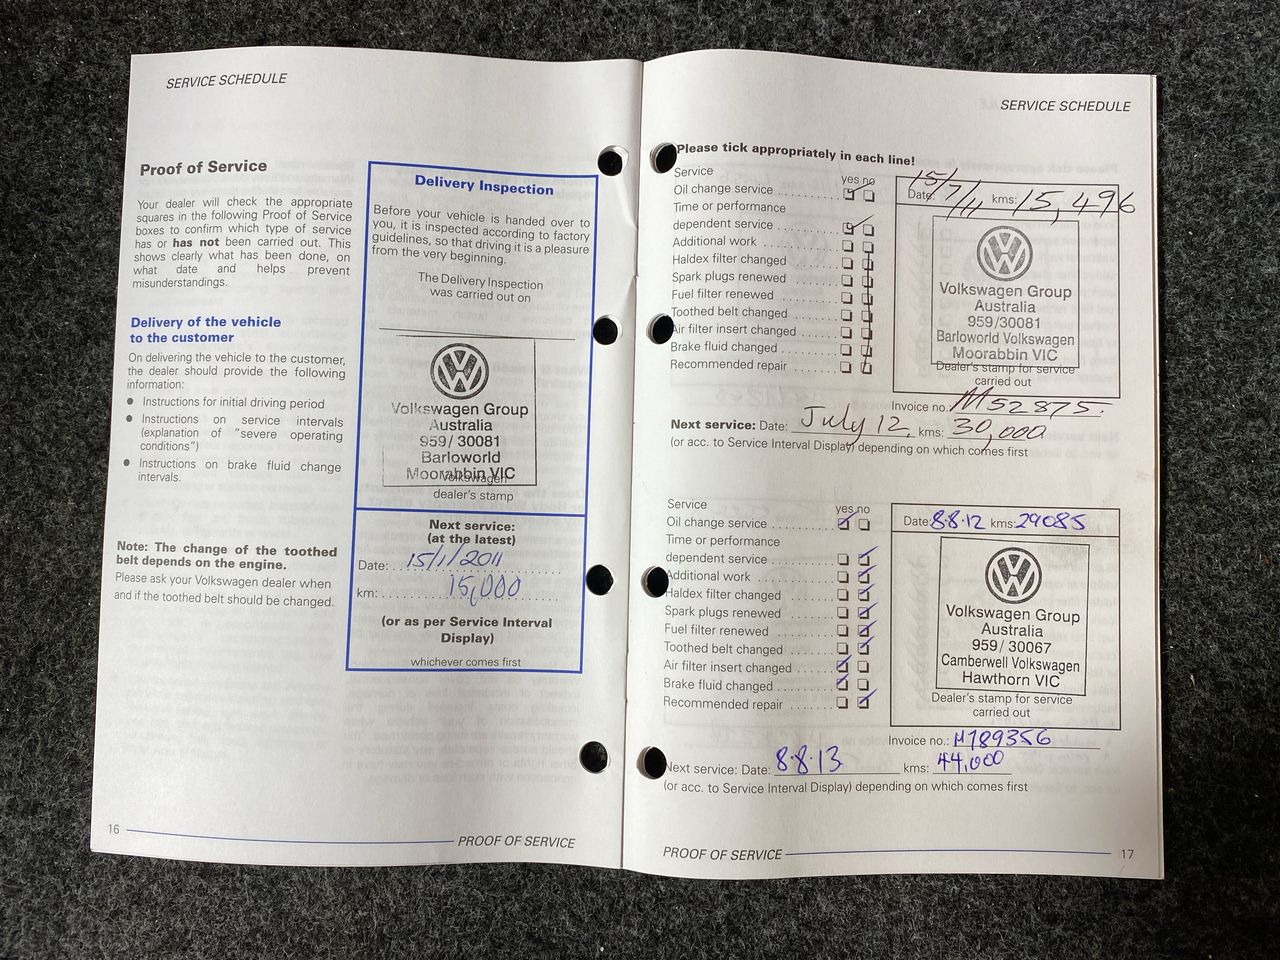 SERVICE SCHEDULE
Proof of Service
Your dealer will check the appropriate
squares in the following Proof of Service
boxes to confirm which type of service
has or has not been carried out. This
shows clearly what has been done, on
what date and helps prevent
misunderstandings.
Delivery of the vehicle
to the customer
On delivering the vehicle to the customer,
the dealer should provide the following
information:
● Instructions for initial driving period
● Instructions on service intervals
(explanation of "severe operating
conditions")
● Instructions on brake fluid change
intervals.
Note: The change of the toothed
belt depends on the engine.
Please ask your Volkswagen dealer when
and if the toothed belt should be changed.
Delivery Inspection
Before your vehicle is handed over to
you, it is inspected according to factory
guidelines, so that driving it is a pleasure
from the very beginning.
The Delivery Inspection
was carried out on
Volkswagen Group
Australia
959/30081
Barloworld
Moorabbin VIC
Volkswagen
dealer's stamp
Next service:
(at the latest)
Date: 15/1/2011
km: 15,000
(or as per Service Interval
Display)
whichever comes first
16
PROOF OF SERVICE
SERVICE SCHEDULE
Please tick appropriately in each line!
Service yes no
Oil change service
Time or performance
dependent service
Additional work
Haldex filter changed
Spark plugs renewed
Fuel filter renewed
Toothed belt changed
Air filter insert changed
Brake fluid changed
Recommended repair
Date: 15/7/11 kms: 15,496
Volkswagen Group
Australia
959/30081
Barloworld Volkswagen
Moorabbin VIC
Dealer's stamp for service
carried out
Invoice no.: M52875.
Next service: Date: July 12, kms: 30,000
(or acc. to Service Interval Display) depending on which comes first
Service yes no
Oil change service
Time or performance
dependent service
Additional work
Haldex filter changed
Spark plugs renewed
Fuel filter renewed
Toothed belt changed
Air filter insert changed
Brake fluid changed
Recommended repair
Date: 8.8.12 kms: 29085
Volkswagen Group
Australia
959/30067
Camberwell Volkswagen
Hawthorn VIC
Dealer's stamp for service
carried out
Invoice no.: M789356
Next service: Date: 8.8.13 kms: 44,000
(or acc. to Service Interval Display) depending on which comes first
PROOF OF SERVICE
17